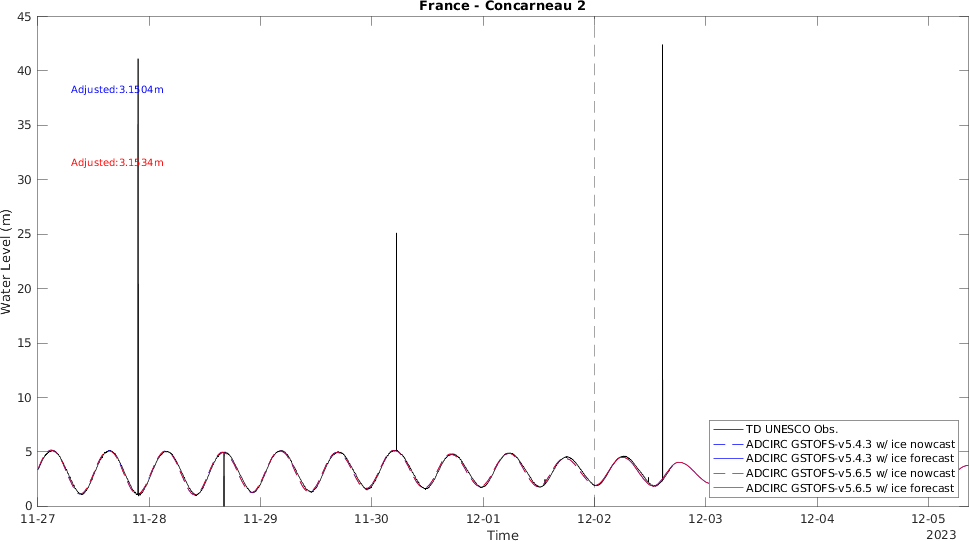 France - Concarneau 2
45
40
35
30
25
20
15
10
5
0
Water Level (m)
Adjusted:3.1504m
Adjusted:3.1534m
TD UNESCO Obs.
ADCIRC GSTOFS-v5.4.3 w/ ice nowcast
ADCIRC GSTOFS-v5.4.3 w/ ice forecast
ADCIRC GSTOFS-v5.6.5 w/ ice nowcast
ADCIRC GSTOFS-v5.6.5 w/ ice forecast
11-27 11-28 11-29 11-30 12-01 12-02 12-03 12-04 12-05
Time
2023